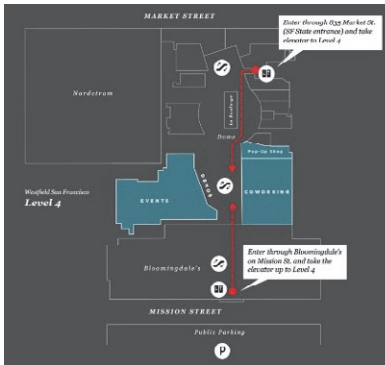 MARKET STREET
Enter through 835 Market St.
(SF State entrance) and take
elevator to Level 4
Nordstrom
Dome
Pop-Up Shop
Westfield San Francisco
Level 4
EVENTS
DEMOS
COWORKING
Bloomingdale's
Enter through Bloomingdale's
on Mission St. and take the
elevator up to Level 4
MISSION STREET
Public Parking
P